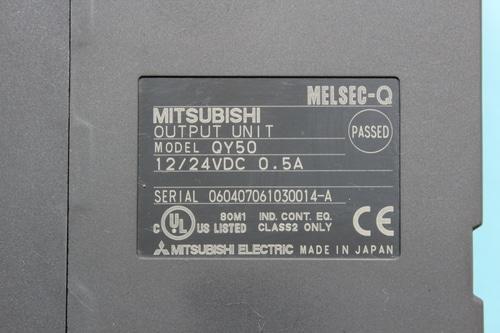 MELSEC-Q
MITSUBISHI
OUTPUT UNIT
MODEL QY50
PASSED
12/24VDC 0.5A
SERIAL 060407061030014-A
C UL US LISTED 80M1 IND. CONT. EQ. CLASS2 ONLY CE
MITSUBISHI ELECTRIC MADE IN JAPAN